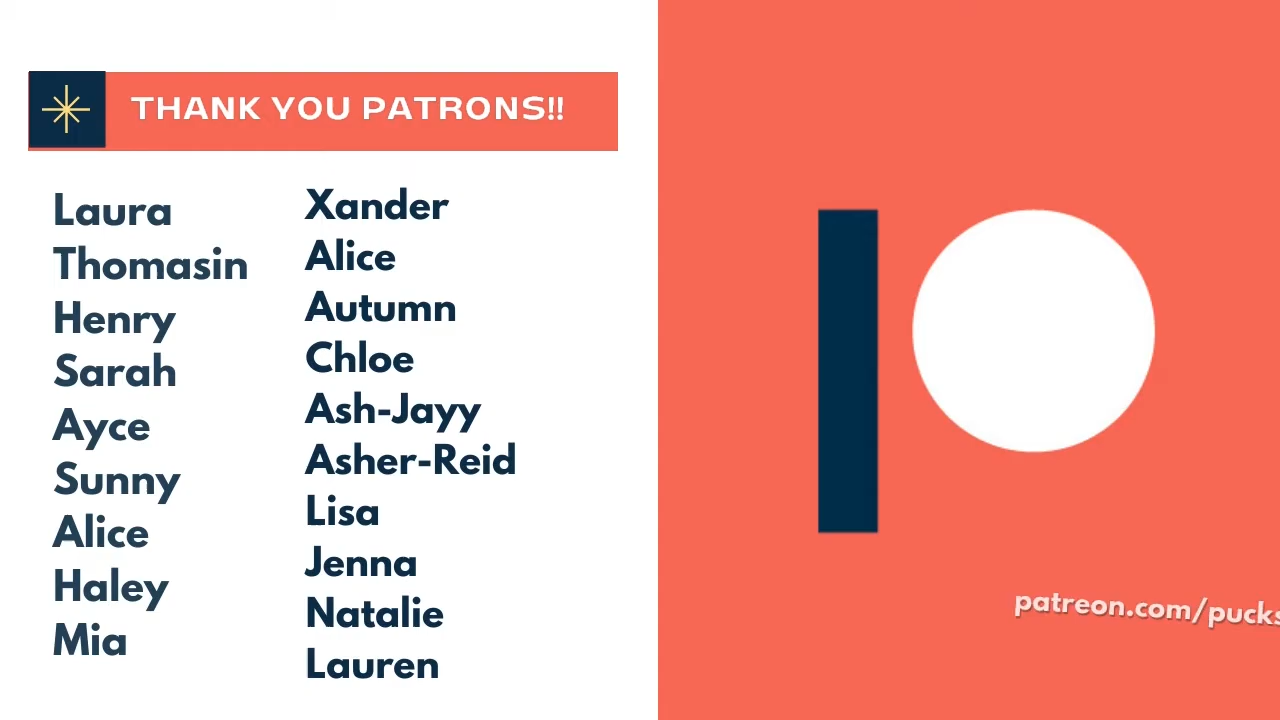 THANK YOU PATRONS!!
Laura
Thomasin
Henry
Sarah
Ayce
Sunny
Alice
Haley
Mia
Xander
Alice
Autumn
Chloe
Ash-Jayy
Asher-Reid
Lisa
Jenna
Natalie
Lauren
patreon.com/pucks